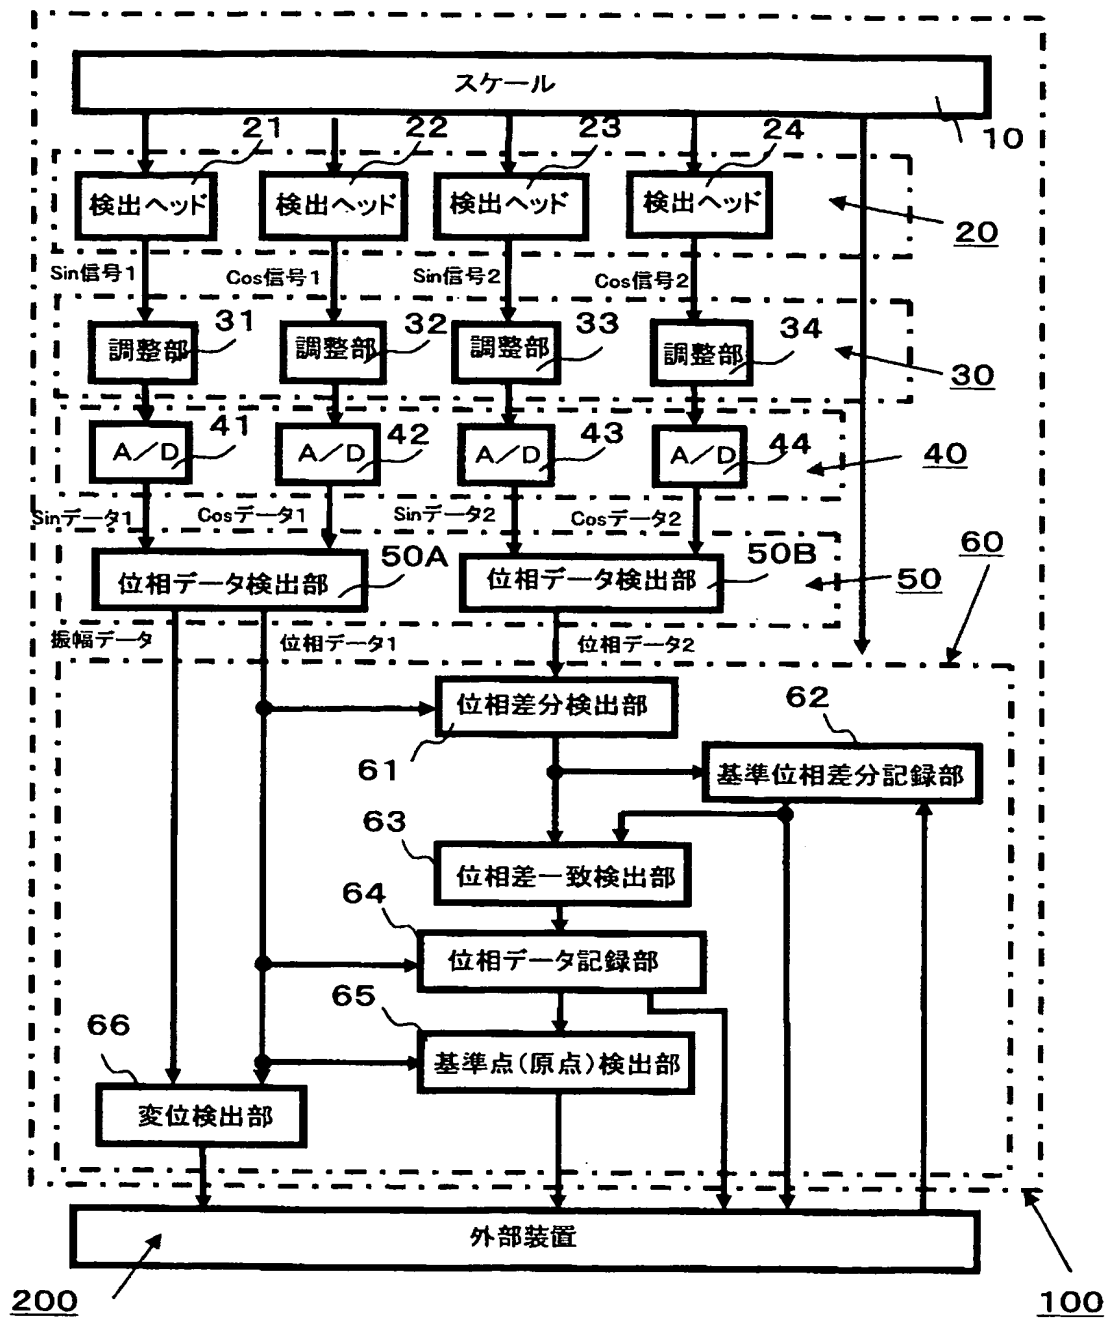 スケール
10
21
22
23
24
検出ヘッド
検出ヘッド
検出ヘッド
検出ヘッド
20
Sin信号1
Cos信号1
Sin信号2
Cos信号2
31
32
33
34
調整部
調整部
調整部
調整部
30
41
42
43
44
A／D
A／D
A／D
A／D
40
Sinデータ1
Cosデータ1
Sinデータ2
Cosデータ2
60
位相データ検出部
50A
位相データ検出部
50B
50
振幅データ
位相データ1
位相データ2
位相差分検出部
61
62
基準位相差分記録部
63
位相差一致検出部
64
位相データ記録部
65
基準点（原点）検出部
66
変位検出部
外部装置
200
100